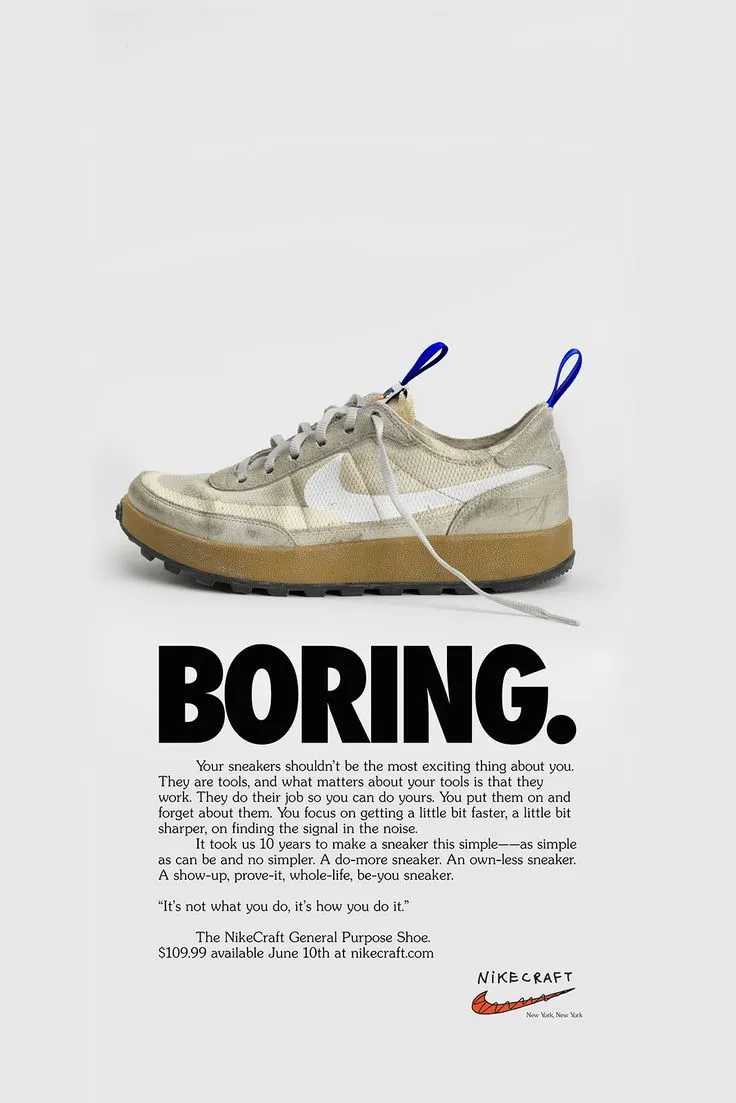 BORING.
Your sneakers shouldn’t be the most exciting thing about you.
They are tools, and what matters about your tools is that they
work. They do their job so you can do yours. You put them on and
forget about them. You focus on getting a little bit faster, a little bit
sharper, on finding the signal in the noise.
It took us 10 years to make a sneaker this simple——as simple
as can be and no simpler. A do-more sneaker. An own-less sneaker.
A show-up, prove-it, whole-life, be-you sneaker.
“It’s not what you do, it’s how you do it.”
The NikeCraft General Purpose Shoe.
$109.99 available June 10th at nikecraft.com
NiKECRAFT
New York, New York